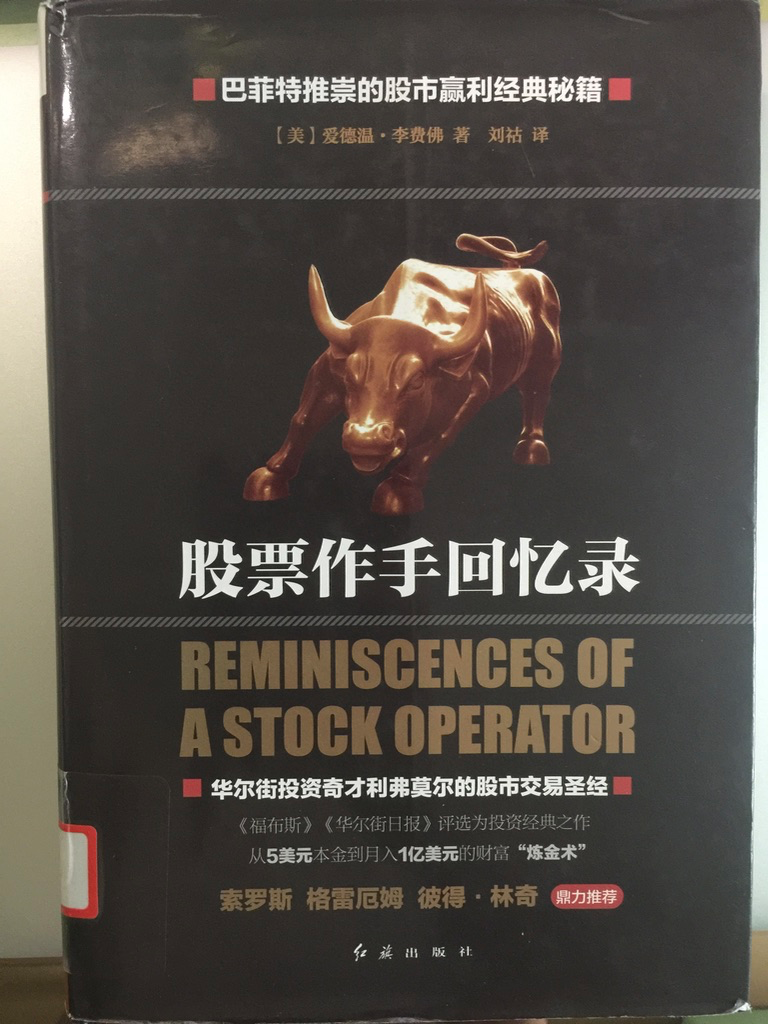 巴菲特推崇的股市赢利经典秘籍
【美】爱德温·李费佛 著 刘祜 译
股票作手回忆录
REMINISCENCES OF
A STOCK OPERATOR
华尔街投资奇才利弗莫尔的股市交易圣经
《福布斯》《华尔街日报》评选为投资经典之作
从5美元本金到月入1亿美元的财富“炼金术”
索罗斯 格雷厄姆 彼得·林奇 鼎力推荐
红旗出版社